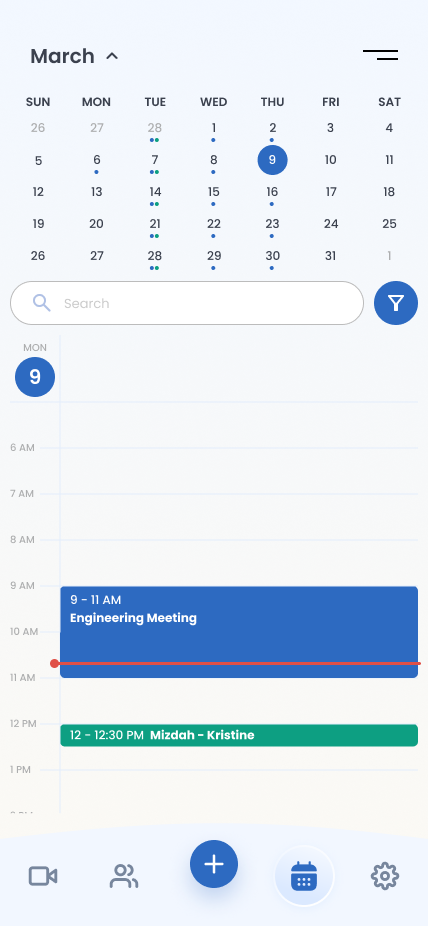 March
SUN MON TUE WED THU FRI SAT
26 27 28 1 2 3 4
5 6 7 8 9 10 11
12 13 14 15 16 17 18
19 20 21 22 23 24 25
26 27 28 29 30 31 1
Search
MON
9
6 AM
7 AM
8 AM
9 AM
9 - 11 AM
Engineering Meeting
10 AM
11 AM
12 PM
12 - 12:30 PM Mizdah - Kristine
1 PM